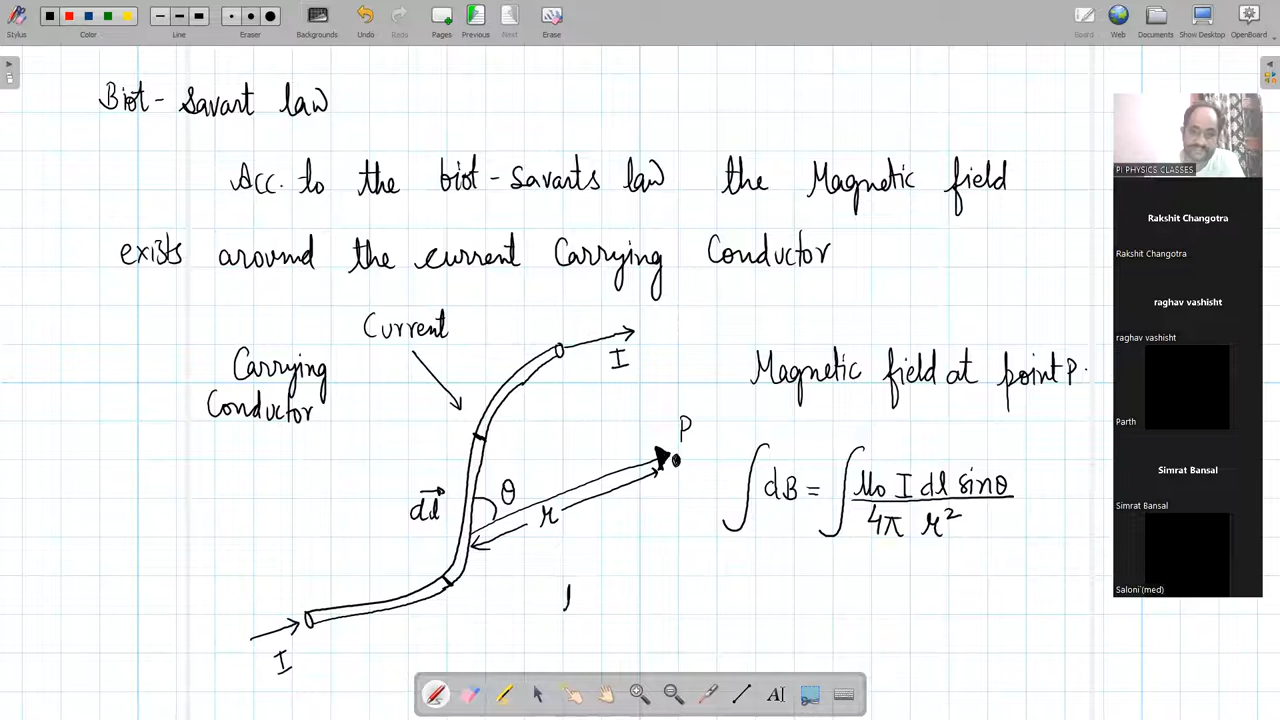 Stylus
Color
Line
Eraser
Backgrounds
Undo
Redo
Pages
Previous
Next
Erase
Board
Web
Documents
Show Desktop
OpenBoard
Biot-Savart law
Acc. to the biot-Savarts law the Magnetic field
exists around the current Carrying Conductor
Current
Carrying
Conductor
I
Magnetic field at point P.
P
θ
dl⃗
r
∫ dB = ∫ μ₀ I dl sinθ
4π r²
I
PI PHYSICS CLASSES
Rakshit Changotra
Rakshit Changotra
raghav vashisht
raghav vashisht
Parth
Simrat Bansal
Simrat Bansal
Saloni (med)
AI